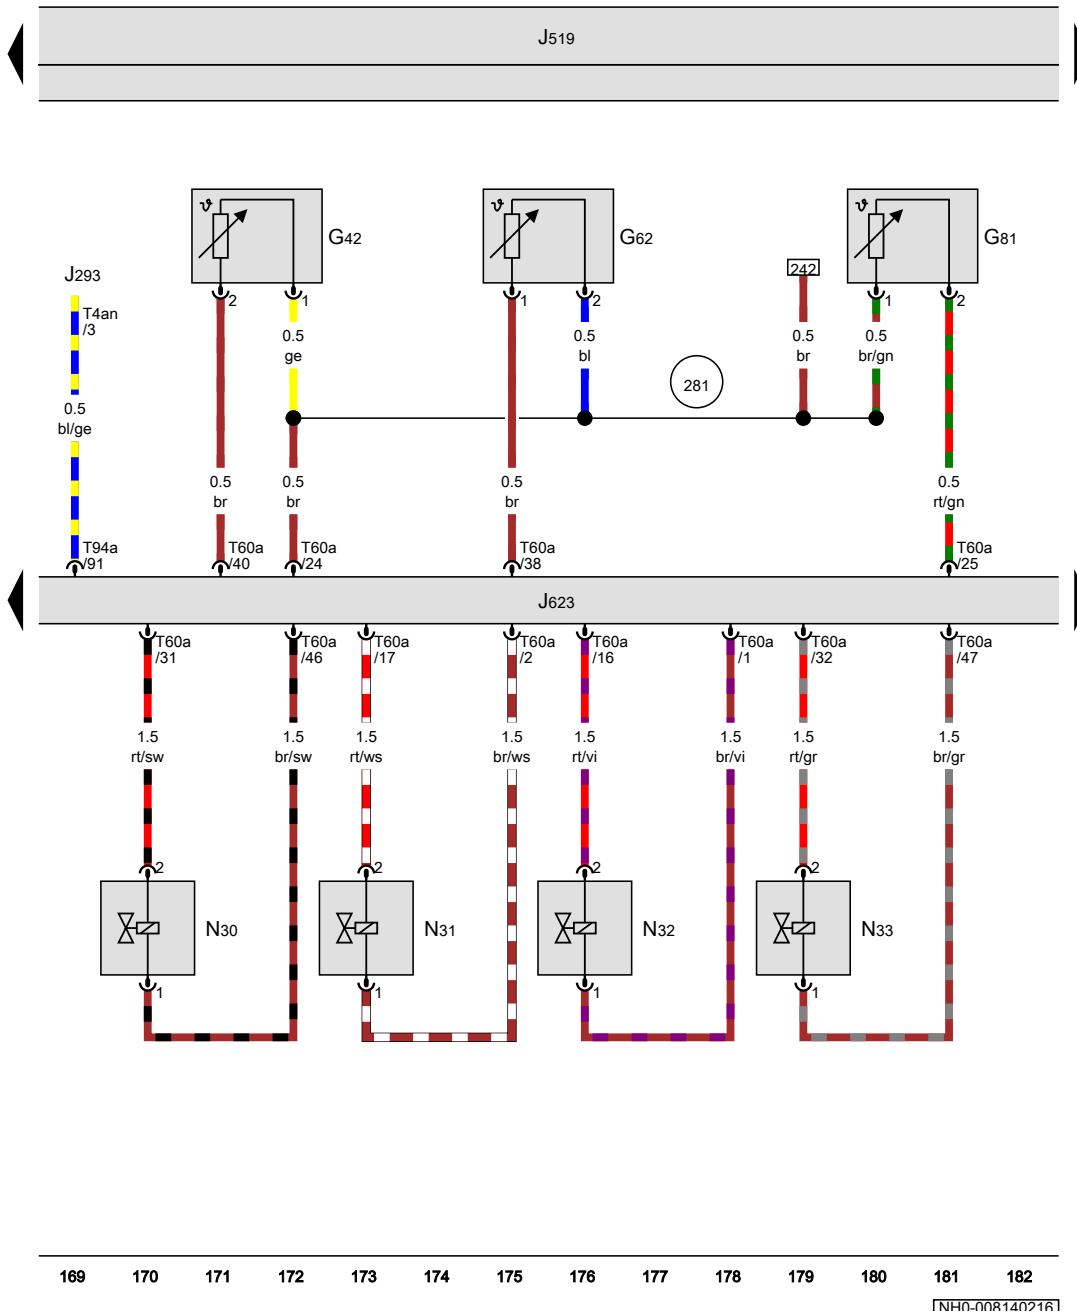 J519
G42
G62
G81
J293
242
T4an
/3
2
1
1
2
1
2
0.5
ge
0.5
bl
0.5
br
0.5
br/gn
281
0.5
bl/ge
0.5
br
0.5
br
0.5
br
0.5
rt/gn
T94a
/91
T60a
/40
T60a
/24
T60a
/38
T60a
/25
J623
T60a
/31
T60a
/46
T60a
/17
T60a
/2
T60a
/16
T60a
/1
T60a
/32
T60a
/47
1.5
rt/sw
1.5
br/sw
1.5
rt/ws
1.5
br/ws
1.5
rt/vi
1.5
br/vi
1.5
rt/gr
1.5
br/gr
2
2
2
2
N30
N31
N32
N33
1
1
1
1
169 170 171 172 173 174 175 176 177 178 179 180 181 182
NH0-008140216